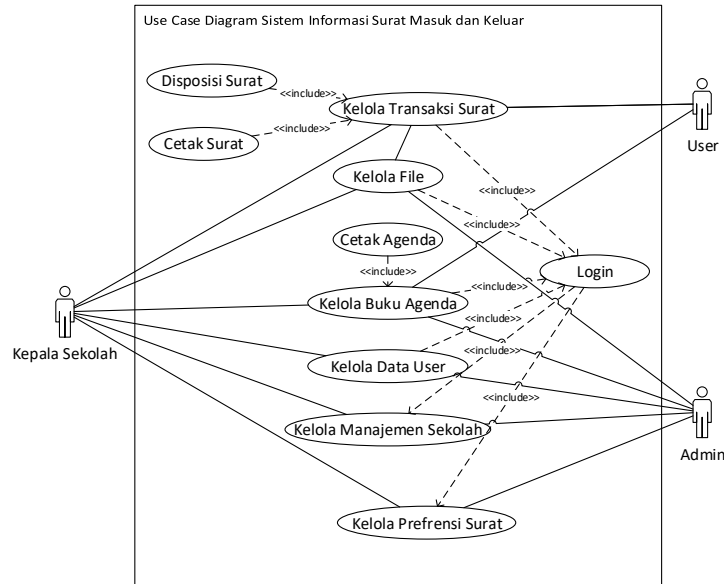 Use Case Diagram Sistem Informasi Surat Masuk dan Keluar
Disposisi Surat
<<include>>
Kelola Transaksi Surat
<<include>>
Cetak Surat
User
Kelola File
<<include>>
<<include>>
Cetak Agenda
<<include>>
Login
<<include>>
Kelola Buku Agenda
<<include>>
Kepala Sekolah
<<include>>
Kelola Data User
<<include>>
Kelola Manajemen Sekolah
Admin
Kelola Prefrensi Surat